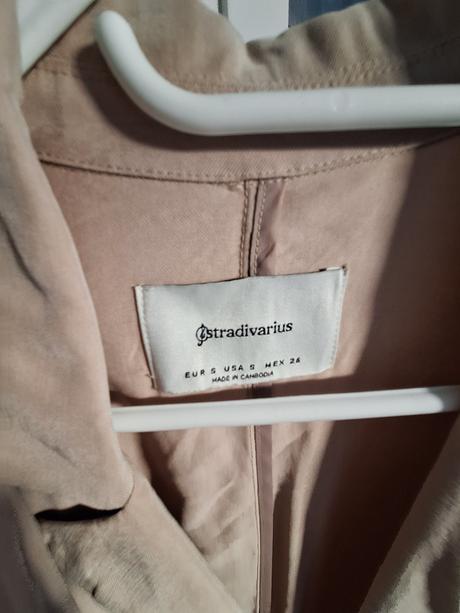 stradivarius
EUR S USA S MEX 26
MADE IN CAMBODIA